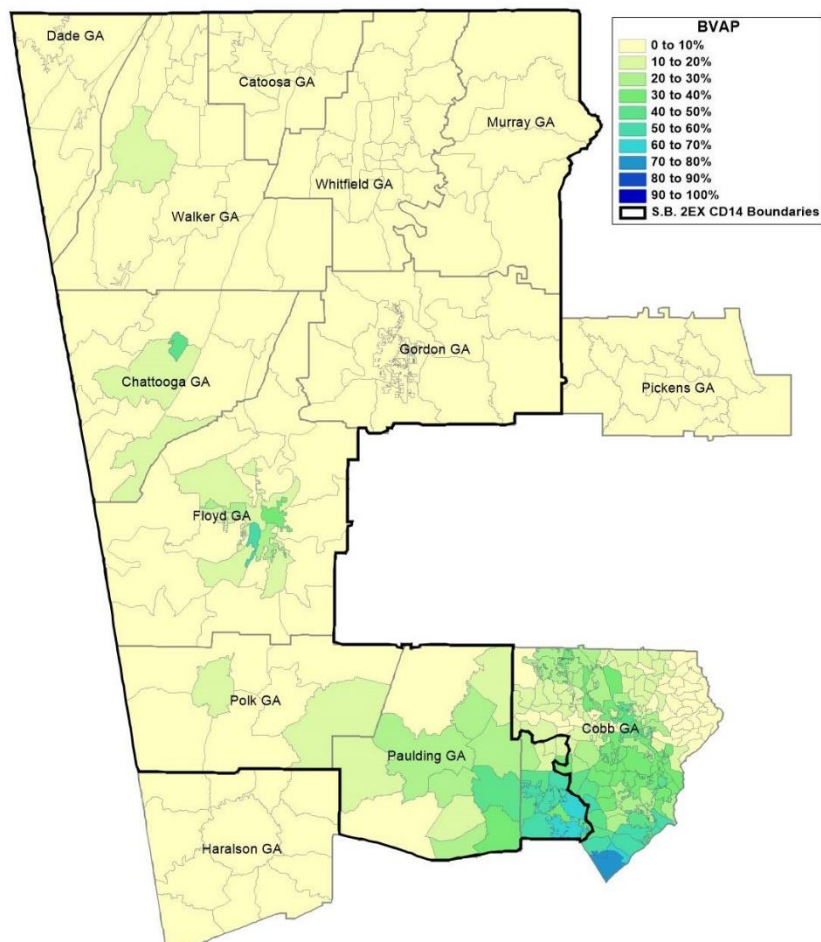 Dade GA
Catoosa GA
Murray GA
Whitfield GA
Walker GA
Gordon GA
Chattooga GA
Pickens GA
Floyd GA
Polk GA
Cobb GA
Paulding GA
Haralson GA
BVAP
0 to 10%
10 to 20%
20 to 30%
30 to 40%
40 to 50%
50 to 60%
60 to 70%
70 to 80%
80 to 90%
90 to 100%
S.B. 2EX CD14 Boundaries